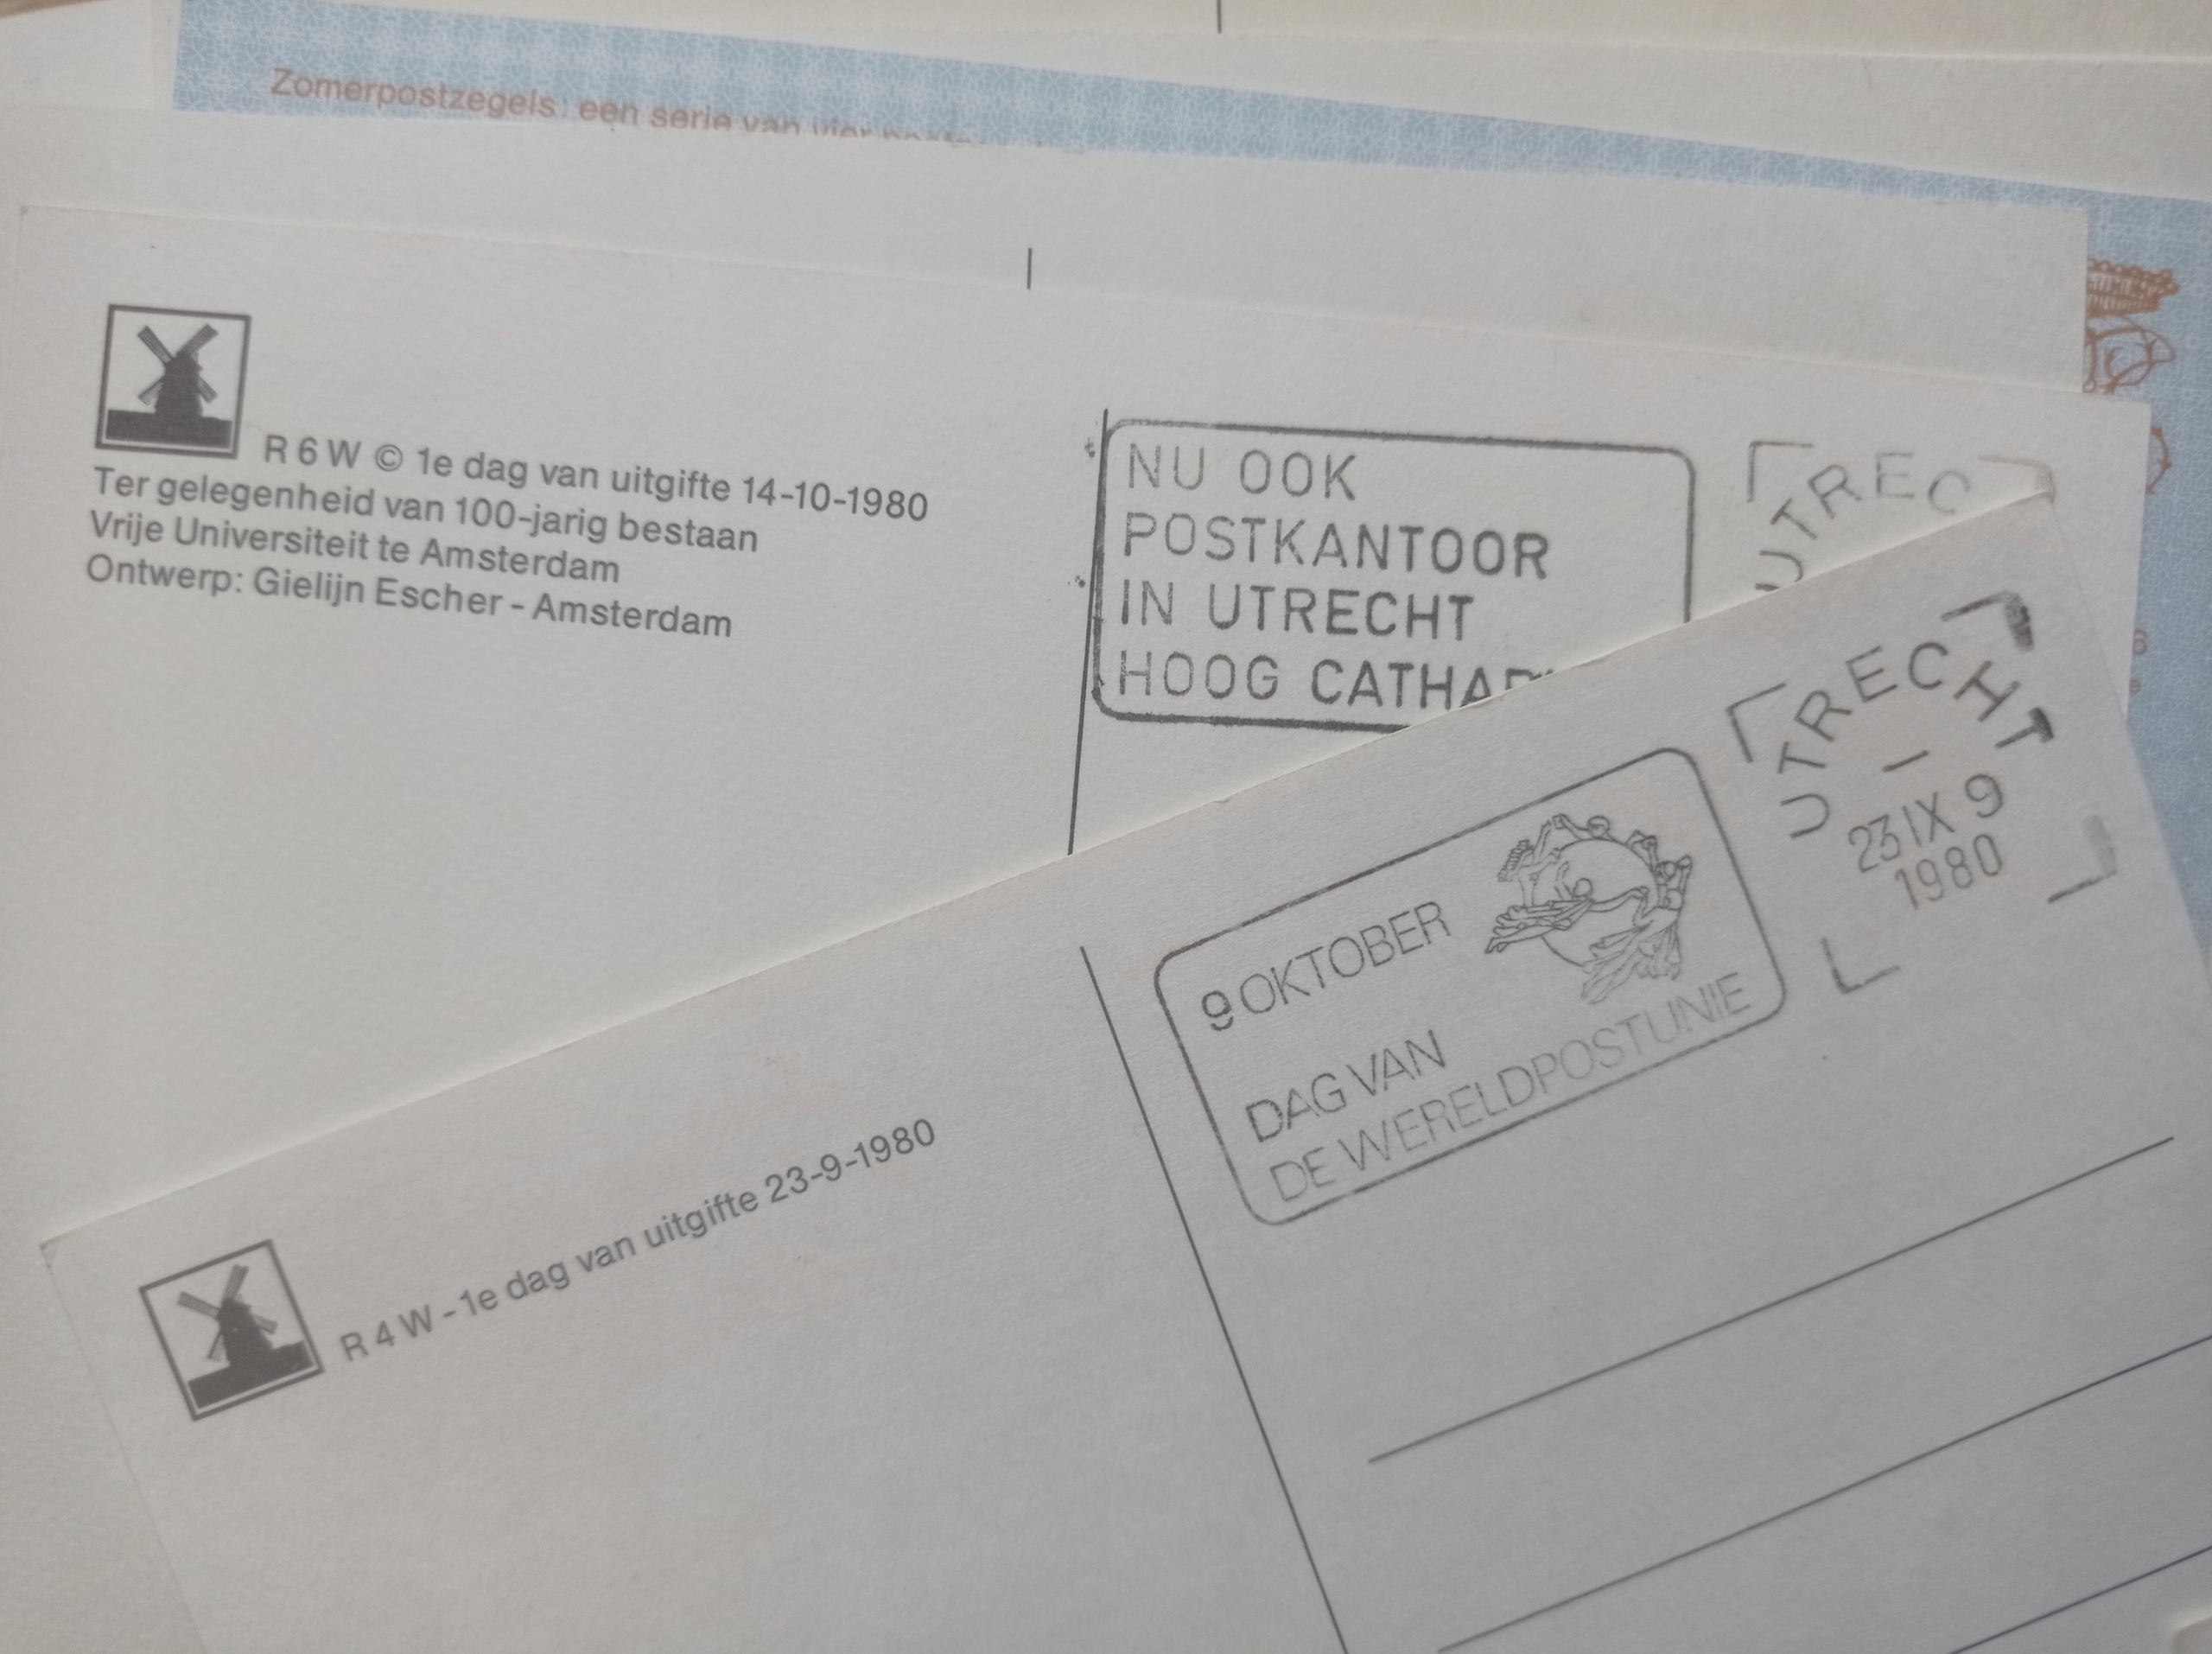 Zomerpostzegels: een serie van vier
R 6 W © 1e dag van uitgifte 14-10-1980
Ter gelegenheid van 100-jarig bestaan
Vrije Universiteit te Amsterdam
Ontwerp: Gielijn Escher - Amsterdam
NU OOK
POSTKANTOOR
IN UTRECHT
HOOG CATHAR
UTREC
R 4 W - 1e dag van uitgifte 23-9-1980
9 OKTOBER
DAG VAN
DE WERELDPOSTUNIE
UTRECHT
23 IX 9
1980